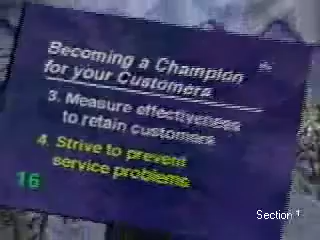 Becoming a Champion
for your Customers
3. Measure effectiveness
to retain customers
4. Strive to prevent
service problems
16
Section 1